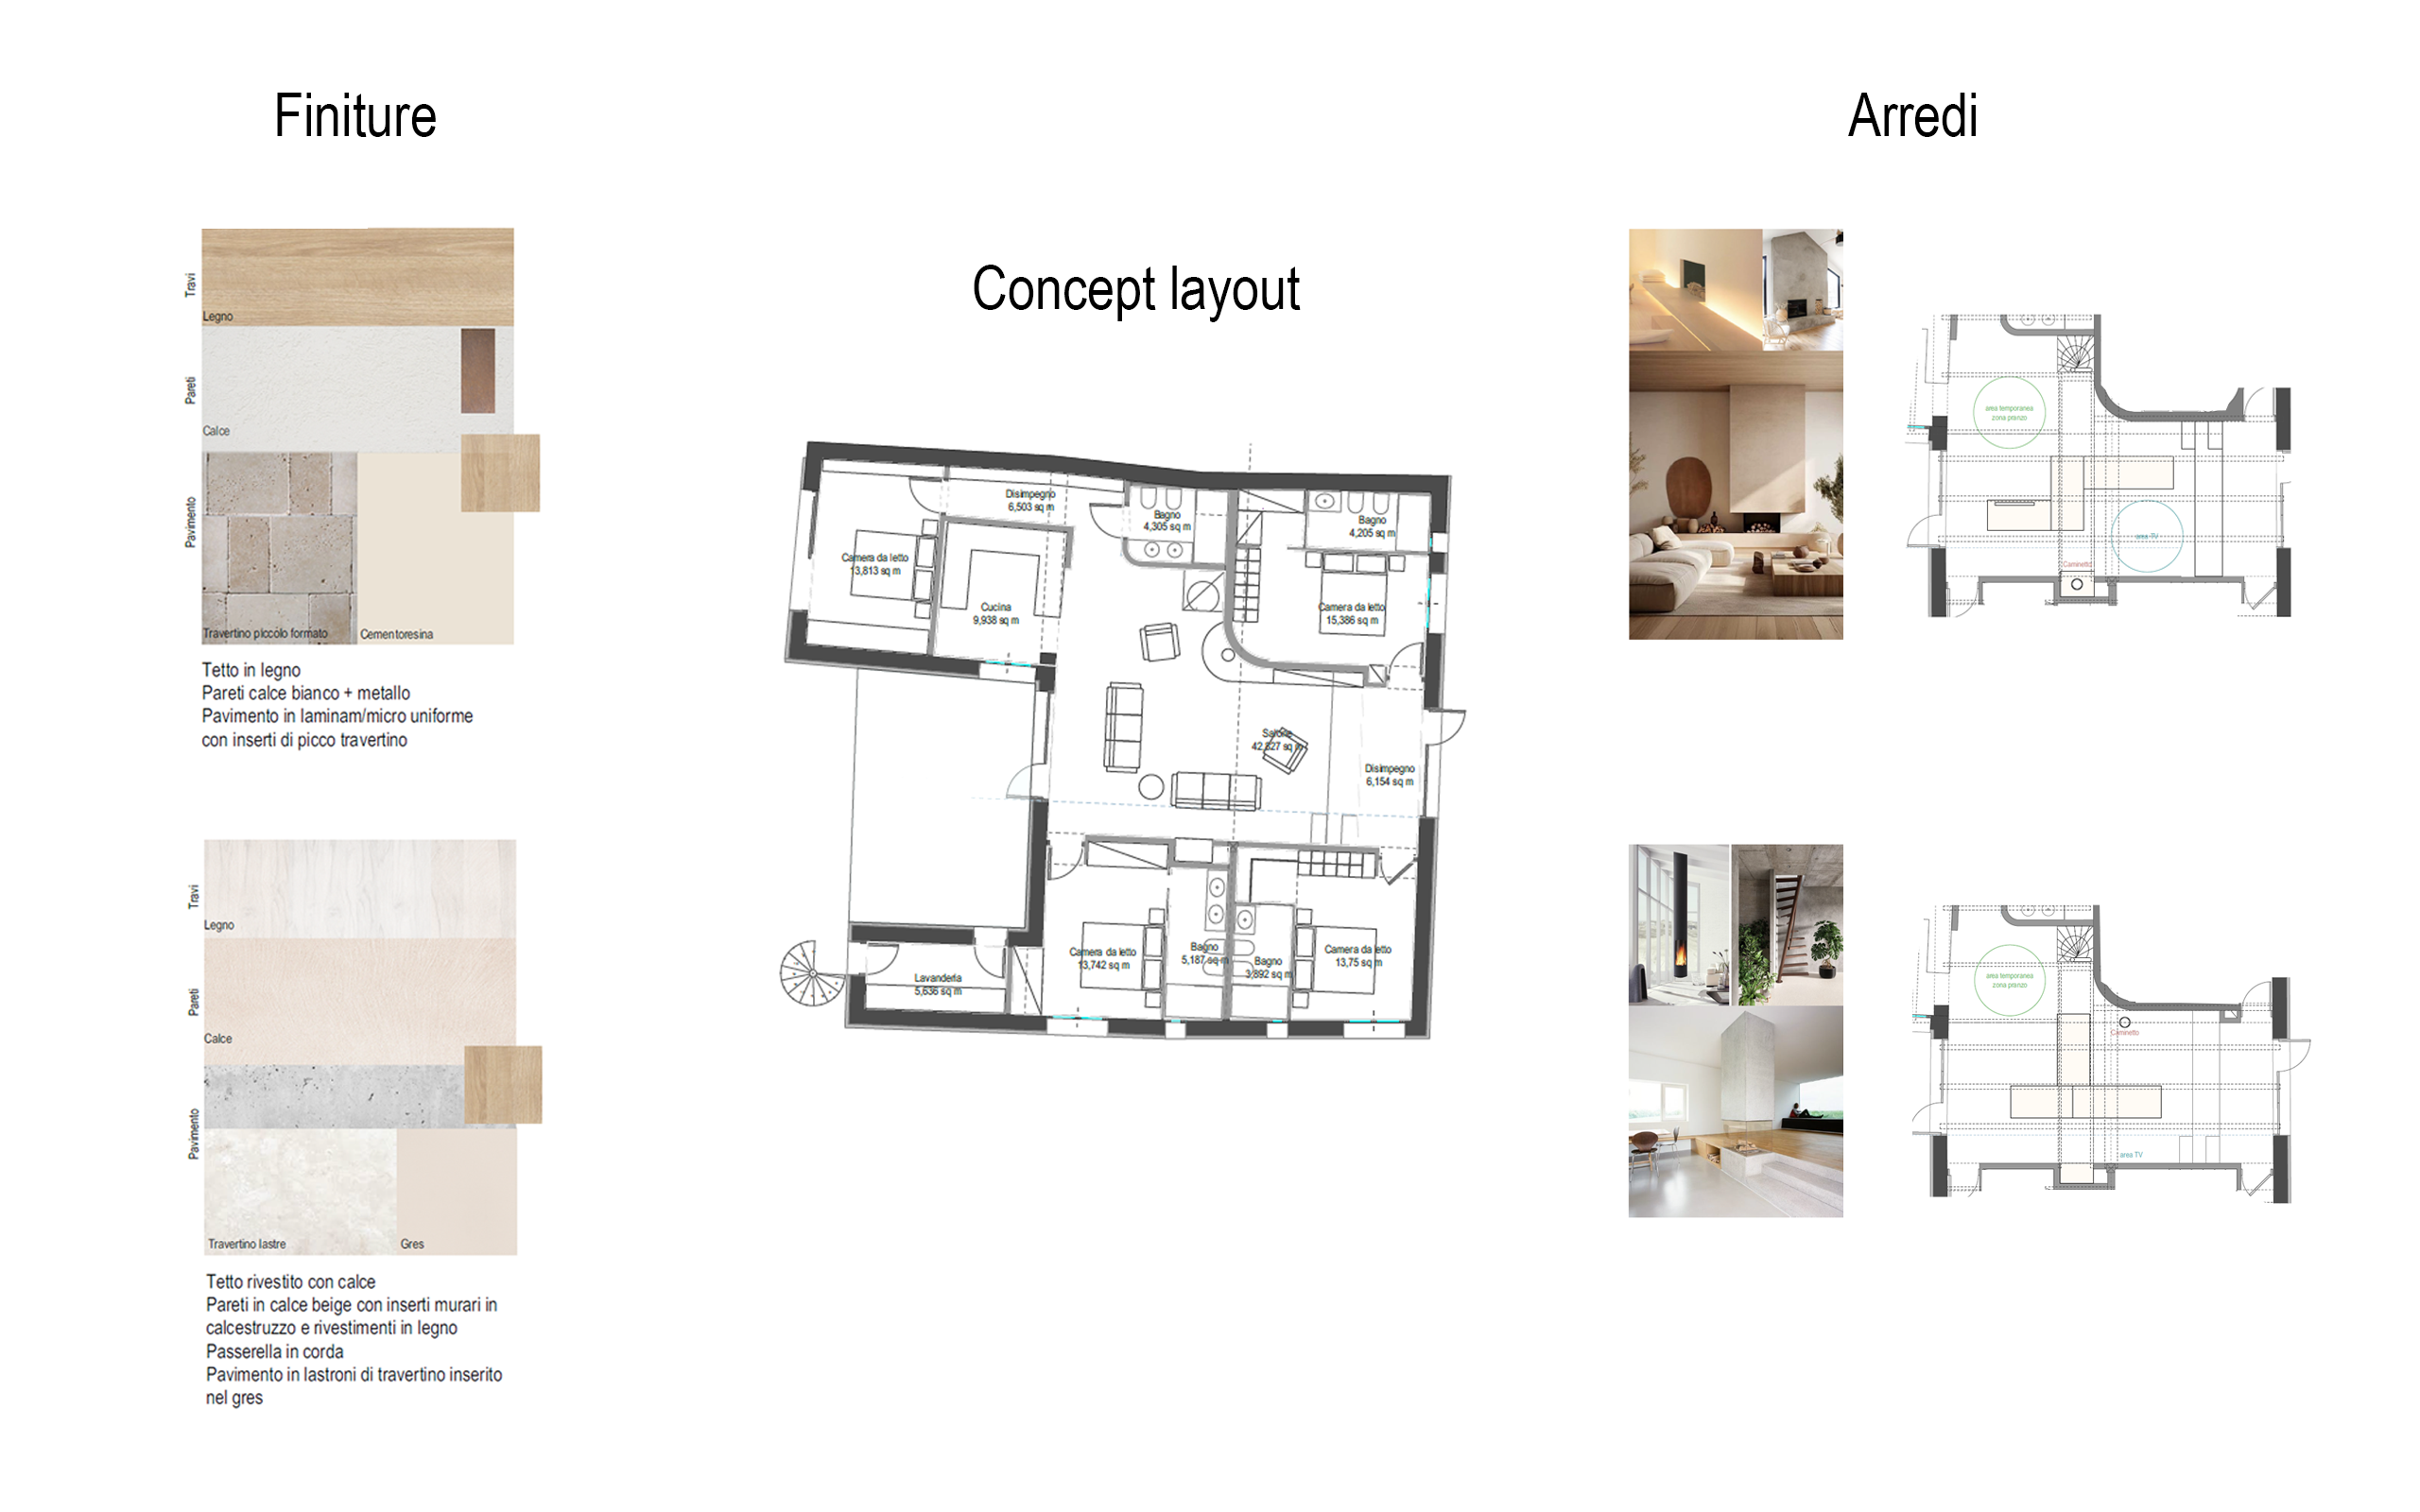 Finiture
Travi
Legno
Pareti
Calce
Pavimento
Travertino piccolo formato
Cementoresina
Tetto in legno
Pareti calce bianco + metallo
Pavimento in laminam/micro uniforme
con inserti di picco travertino
Travi
Legno
Pareti
Calce
Pavimento
Travertino lastre
Gres
Tetto rivestito con calce
Pareti in calce beige con inserti murari in
calcestruzzo e rivestimenti in legno
Passerella in corda
Pavimento in lastroni di travertino inserito
nel gres
Concept layout
Disimpegno
6,503 sq m
Bagno
4,305 sq m
Bagno
4,205 sq m
Camera da letto
13,813 sq m
Cucina
9,938 sq m
Camera da letto
15,386 sq m
Salone
42,827 sq m
Disimpegno
6,154 sq m
Camera da letto
13,742 sq m
Bagno
5,187 sq m
Bagno
3,892 sq m
Camera da letto
13,75 sq m
Lavanderia
5,636 sq m
Arredi
area temporanea
zona pranzo
area TV
Caminetto
area temporanea
zona pranzo
Caminetto
area TV